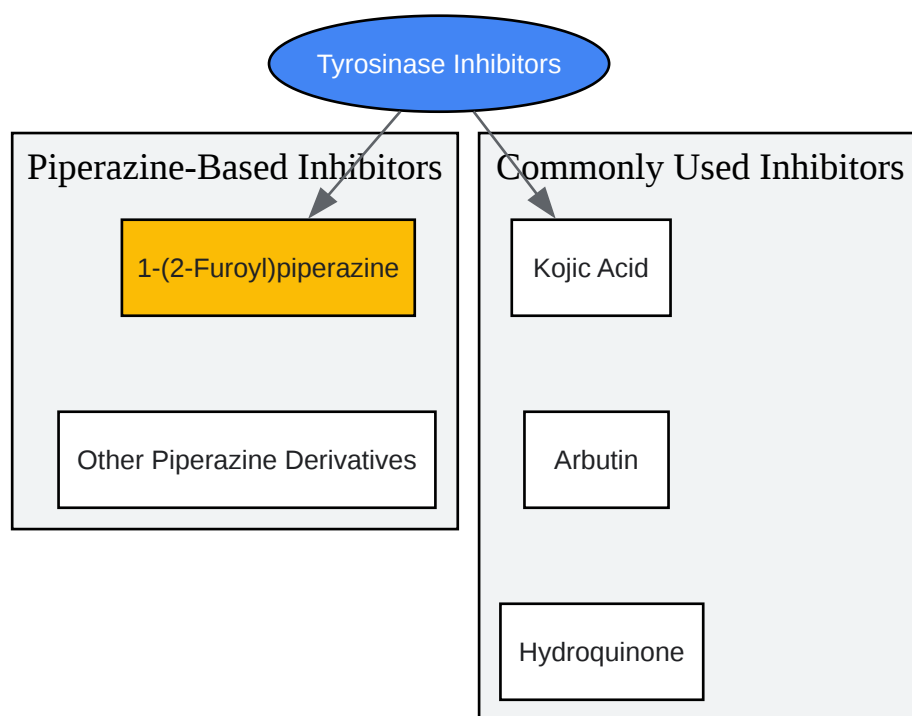 Tyrosinase Inhibitors
Piperazine-Based Inhibitors
1-(2-Furoyl)piperazine
Other Piperazine Derivatives
Commonly Used Inhibitors
Kojic Acid
Arbutin
Hydroquinone